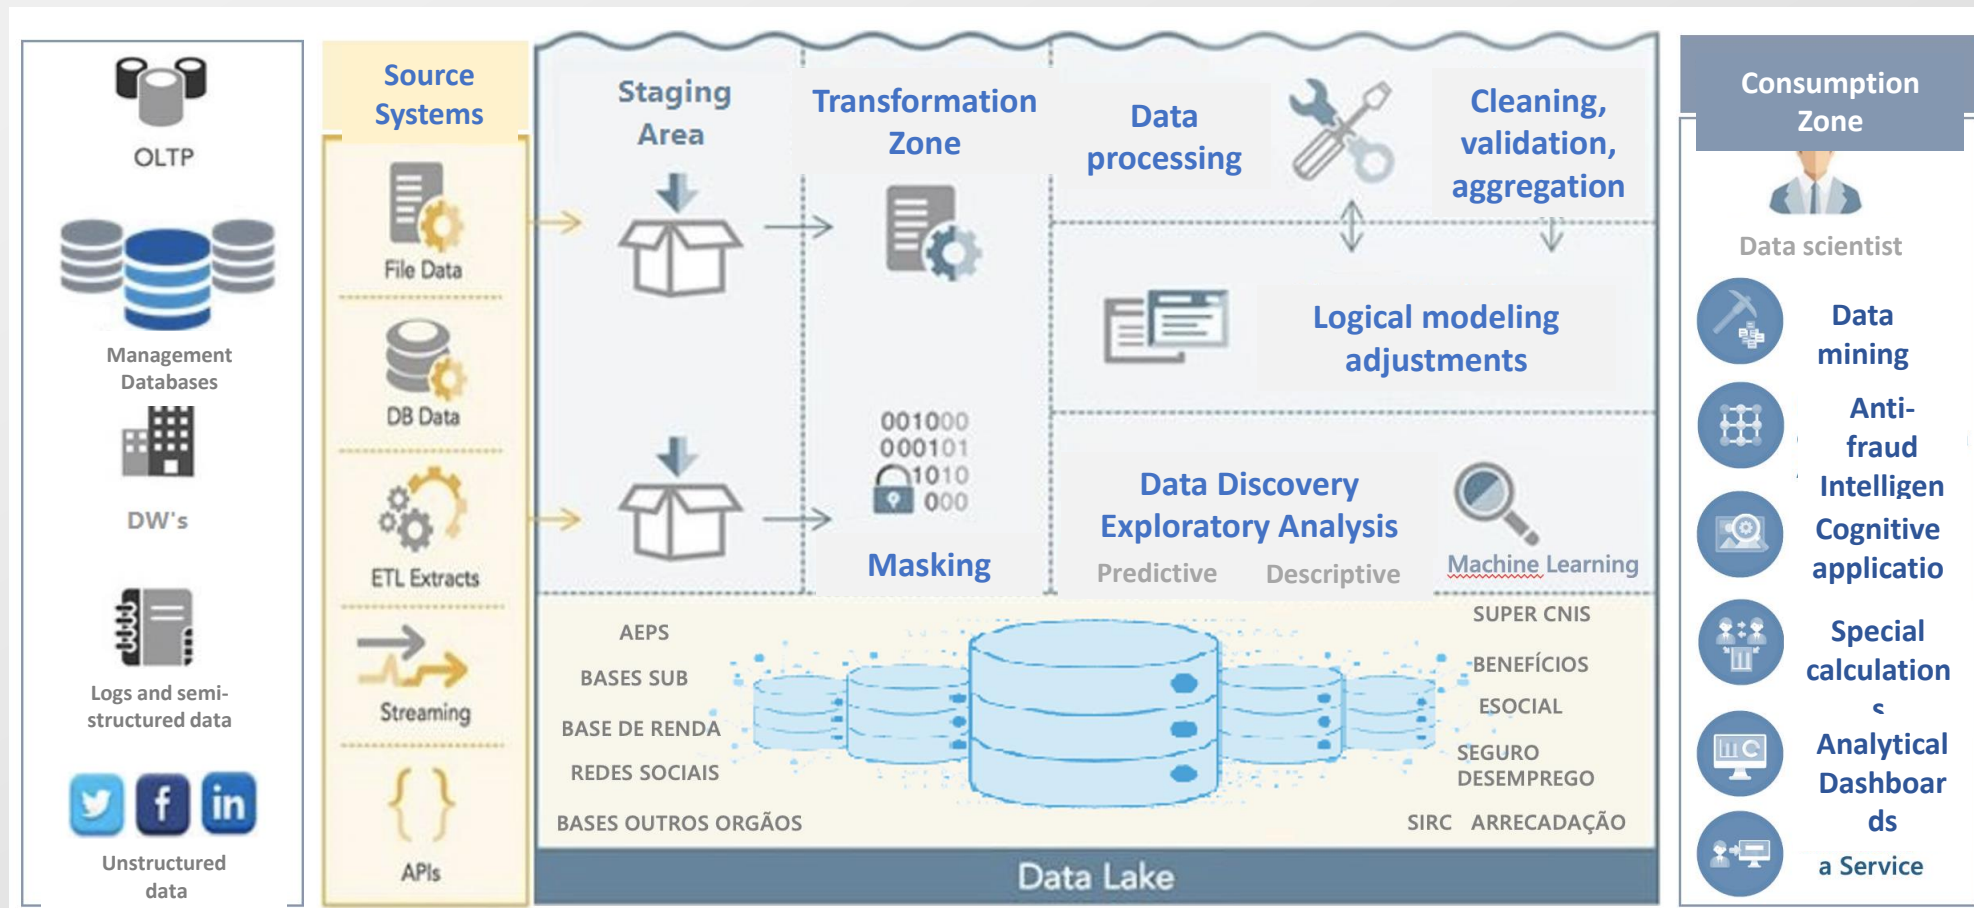 OLTP
Management
Databases
DW's
Logs and semi-
structured data
in
Unstructured
data
Source
Systems
File Data
DB Data
ETL Extracts
Streaming
{ }
APIs
Staging
Area
Transformation
Zone
Data
processing
Cleaning,
validation,
aggregation
Logical modeling
adjustments
001000
000101
1010
000
Masking
Data Discovery
Exploratory Analysis
Predictive Descriptive
Machine Learning
AEPS
BASES SUB
BASE DE RENDA
REDES SOCIAIS
BASES OUTROS ORGÃOS
SUPER CNIS
BENEFÍCIOS
ESOCIAL
SEGURO
DESEMPREGO
SIRC ARRECADAÇÃO
Data Lake
Consumption
Zone
Data scientist
Data
mining
Anti-
fraud
Intelligen
Cognitive
applicatio
Special
calculation
s
Analytical
Dashboar
ds
a Service